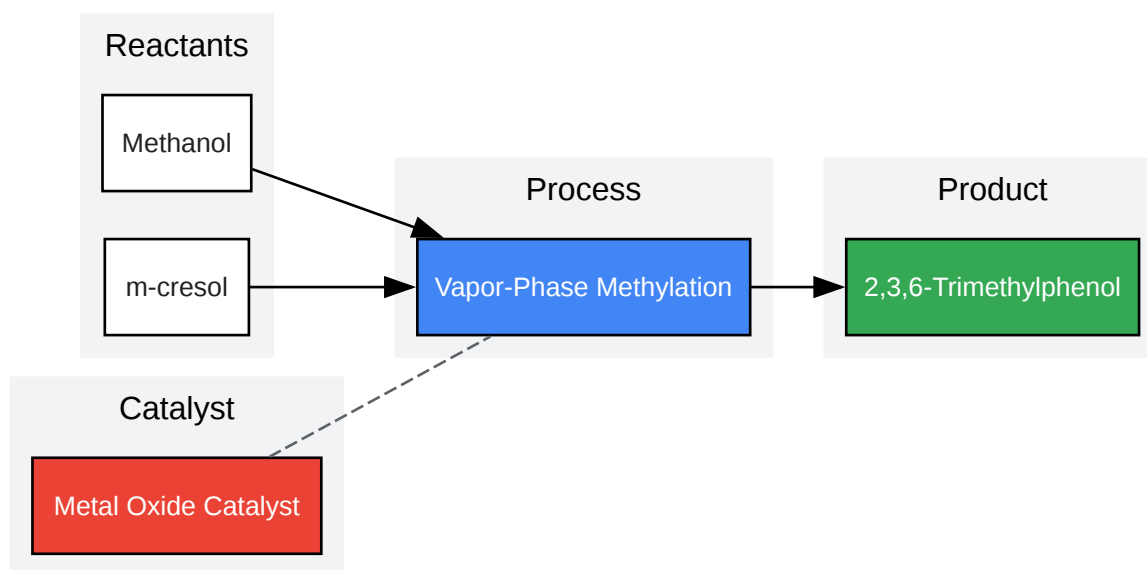 Reactants
Methanol
m-cresol
Process
Vapor-Phase Methylation
Product
2,3,6-Trimethylphenol
Catalyst
Metal Oxide Catalyst